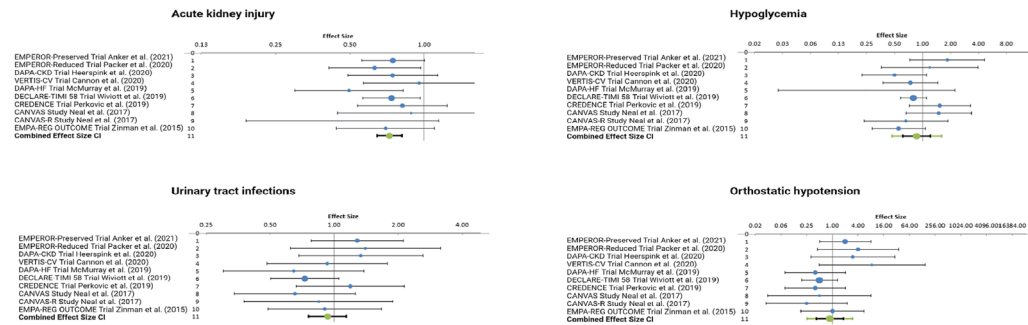 Acute kidney injury
Effect Size
0.13 0.25 0.50 1.00
0
EMPEROR-Preserved Trial Anker et al. (2021) 1
EMPEROR-Reduced Trial Packer et al. (2020) 2
DAPA-CKD Trial Heerspink et al. (2020) 3
VERTIS-CV Trial Cannon et al. (2020) 4
DAPA-HF Trial McMurray et al. (2019) 5
DECLARE-TIMI 58 Trial Wiviott et al. (2019) 6
CREDENCE Trial Perkovic et al. (2019) 7
CANVAS Study Neal et al. (2017) 8
CANVAS-R Study Neal et al. (2017) 9
EMPA-REG OUTCOME Trial Zinman et al. (2015) 10
Combined Effect Size CI 11
Hypoglycemia
Effect Size
0.02 0.03 0.06 0.13 0.25 0.50 1.00 2.00 4.00 8.00
0
EMPEROR-Preserved Trial Anker et al. (2021) 1
EMPEROR-Reduced Trial Packer et al. (2020) 2
DAPA-CKD Trial Heerspink et al. (2020) 3
VERTIS-CV Trial Cannon et al. (2020) 4
DAPA-HF Trial McMurray et al. (2019) 5
DECLARE-TIMI 58 Trial Wiviott et al. (2019) 6
CREDENCE Trial Perkovic et al. (2019) 7
CANVAS Study Neal et al. (2017) 8
CANVAS-R Study Neal et al. (2017) 9
EMPA-REG OUTCOME Trial Zinman et al. (2015) 10
Combined Effect Size CI 11
Urinary tract infections
Effect Size
0.25 0.50 1.00 2.00 4.00
0
EMPEROR-Preserved Trial Anker et al. (2021) 1
EMPEROR-Reduced Trial Packer et al. (2020) 2
DAPA-CKD Trial Heerspink et al. (2020) 3
VERTIS-CV Trial Cannon et al. (2020) 4
DAPA-HF Trial McMurray et al. (2019) 5
DECLARE-TIMI 58 Trial Wiviott et al. (2019) 6
CREDENCE Trial Perkovic et al. (2019) 7
CANVAS Study Neal et al. (2017) 8
CANVAS-R Study Neal et al. (2017) 9
EMPA-REG OUTCOME Trial Zinman et al. (2015) 10
Combined Effect Size CI 11
Orthostatic hypotension
Effect Size
0.02 0.06 0.25 1.00 4.00 16.00 64.00 256.00 1024.00 4096.00 16384.00
0
EMPEROR-Preserved Trial Anker et al. (2021) 1
EMPEROR-Reduced Trial Packer et al. (2020) 2
DAPA-CKD Trial Heerspink et al. (2020) 3
VERTIS-CV Trial Cannon et al. (2020) 4
DAPA-HF Trial McMurray et al. (2019) 5
DECLARE-TIMI 58 Trial Wiviott et al. (2019) 6
CREDENCE Trial Perkovic et al. (2019) 7
CANVAS Study Neal et al. (2017) 8
CANVAS-R Study Neal et al. (2017) 9
EMPA-REG OUTCOME Trial Zinman et al. (2015) 10
Combined Effect Size CI 11